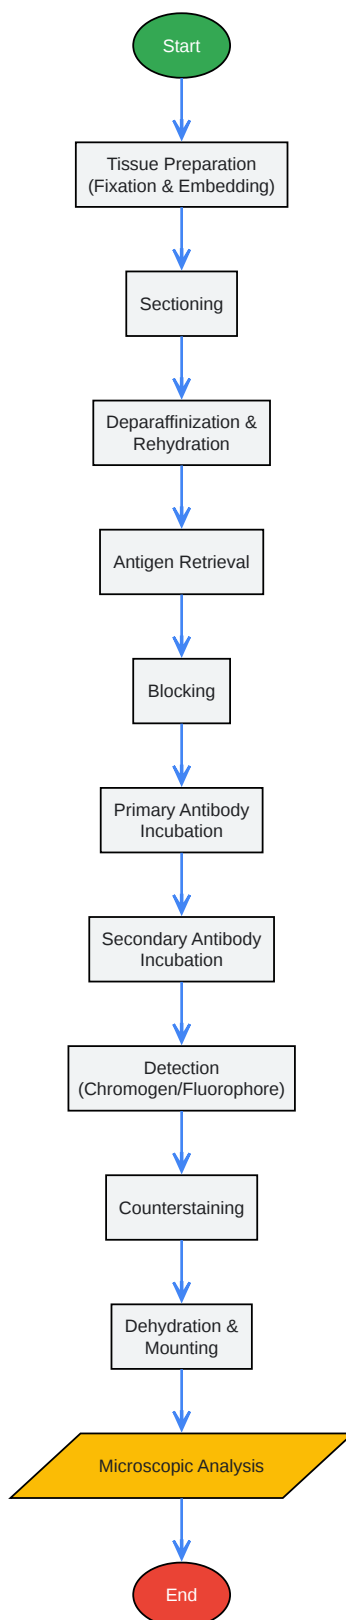 Start
Tissue Preparation
(Fixation & Embedding)
Sectioning
Deparaffinization &
Rehydration
Antigen Retrieval
Blocking
Primary Antibody
Incubation
Secondary Antibody
Incubation
Detection
(Chromogen/Fluorophore)
Counterstaining
Dehydration &
Mounting
Microscopic Analysis
End